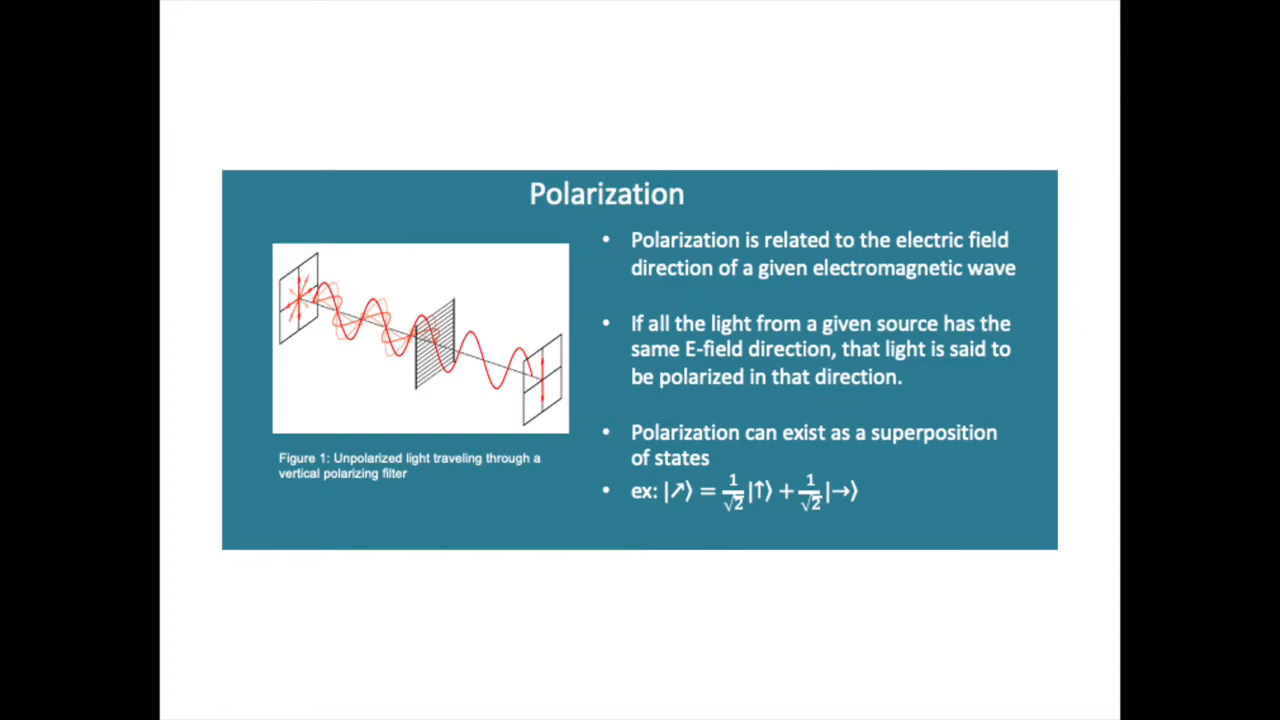 Polarization
• Polarization is related to the electric field
direction of a given electromagnetic wave
• If all the light from a given source has the
same E-field direction, that light is said to
be polarized in that direction.
• Polarization can exist as a superposition
of states
• ex: |↗⟩ = 1/√2 |↑⟩ + 1/√2 |→⟩
Figure 1: Unpolarized light traveling through a
vertical polarizing filter